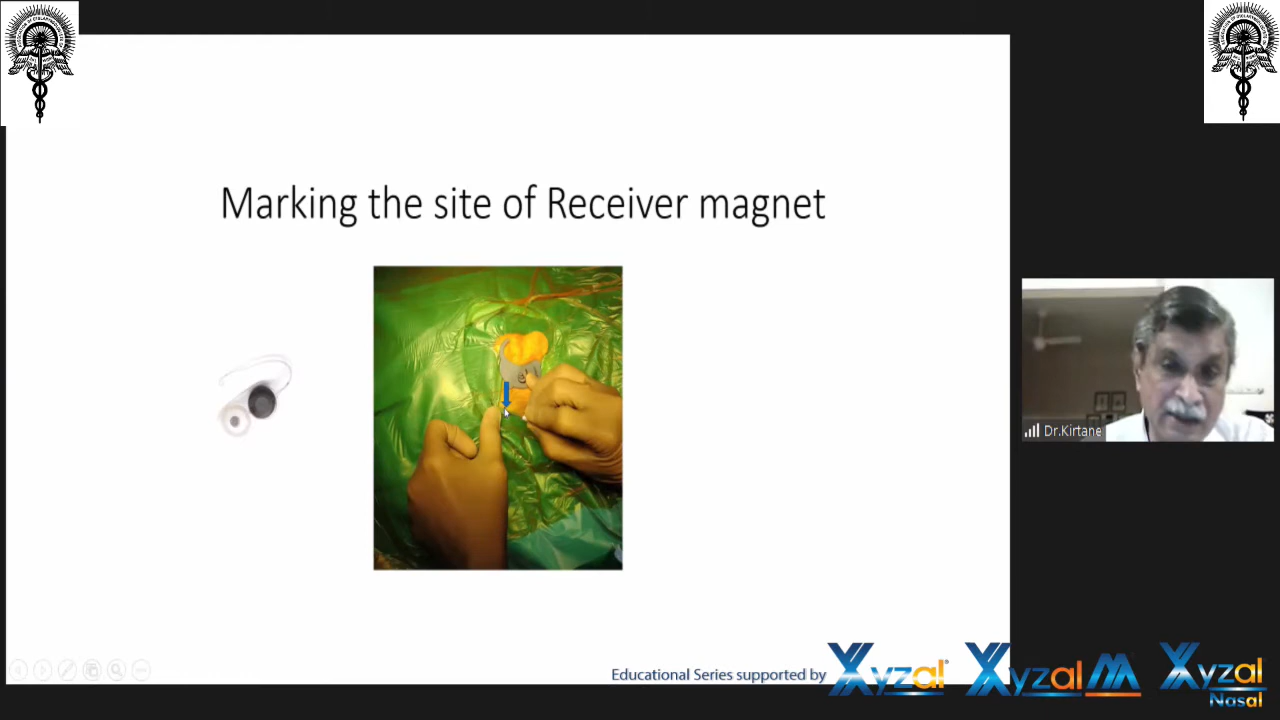 Marking the site of Receiver magnet
Dr.Kirtane
Educational Series supported by
Xyzal
Xyzal M
Xyzal
Nasal